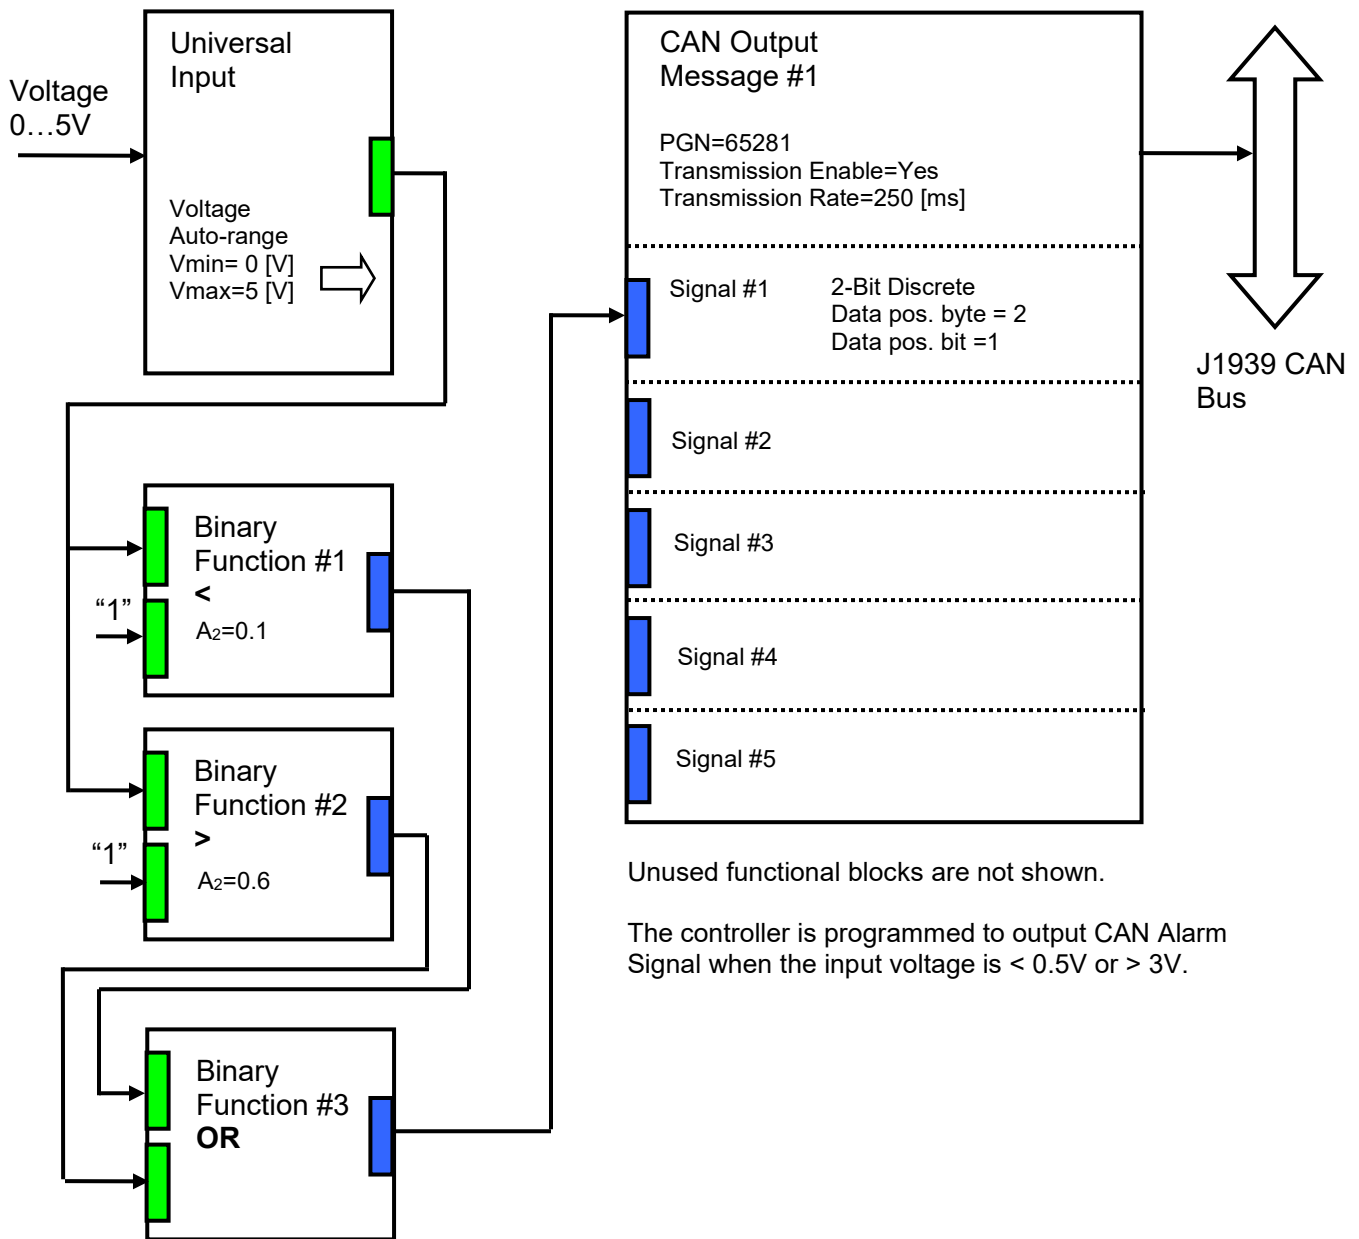 Voltage
0…5V
Universal
Input
Voltage
Auto-range
Vmin= 0 [V]
Vmax=5 [V]
Binary
Function #1
<
“1”
A2=0.1
Binary
Function #2
>
“1”
A2=0.6
Binary
Function #3
OR
CAN Output
Message #1
PGN=65281
Transmission Enable=Yes
Transmission Rate=250 [ms]
Signal #1
2-Bit Discrete
Data pos. byte = 2
Data pos. bit =1
Signal #2
Signal #3
Signal #4
Signal #5
J1939 CAN
Bus
Unused functional blocks are not shown.
The controller is programmed to output CAN Alarm
Signal when the input voltage is < 0.5V or > 3V.